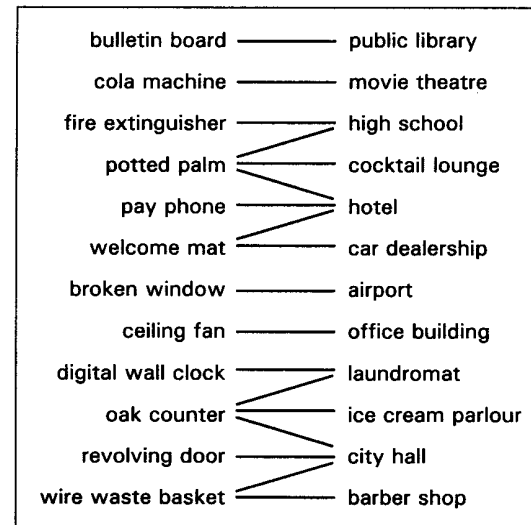 bulletin board public library
cola machine movie theatre
fire extinguisher high school
potted palm cocktail lounge
pay phone hotel
welcome mat car dealership
broken window airport
ceiling fan office building
digital wall clock laundromat
oak counter ice cream parlour
revolving door city hall
wire waste basket barber shop